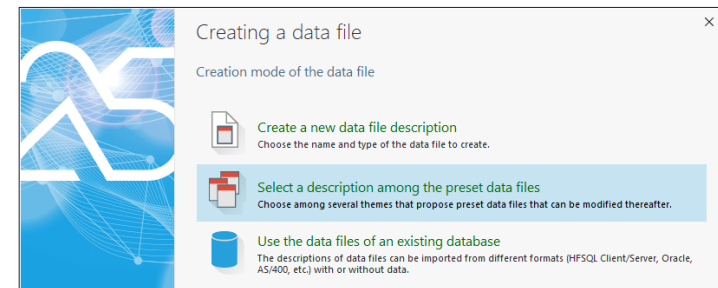 Creating a data file
Creation mode of the data file
Create a new data file description
Choose the name and type of the data file to create.
Select a description among the preset data files
Choose among several themes that propose preset data files that can be modified thereafter.
Use the data files of an existing database
The descriptions of data files can be imported from different formats (HFSQL Client/Server, Oracle,
AS/400, etc.) with or without data.